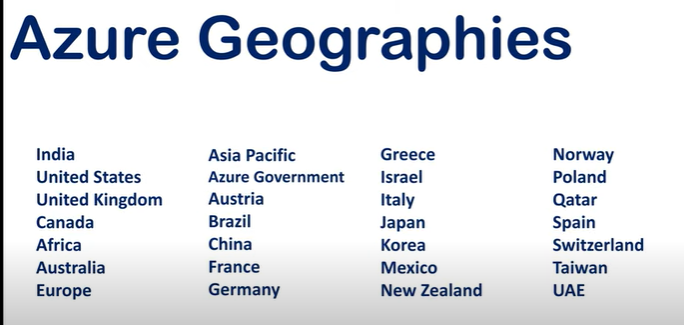 Azure Geographies
India
United States
United Kingdom
Canada
Africa
Australia
Europe
Asia Pacific
Azure Government
Austria
Brazil
China
France
Germany
Greece
Israel
Italy
Japan
Korea
Mexico
New Zealand
Norway
Poland
Qatar
Spain
Switzerland
Taiwan
UAE